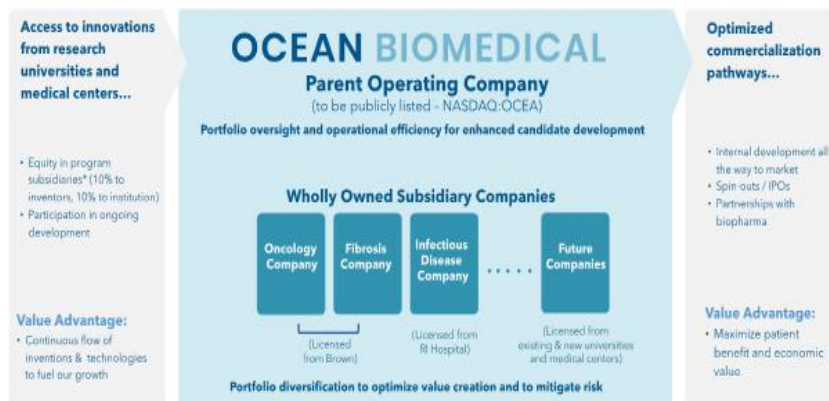 Access to innovations
from research
universities and
medical centers...
• Equity in program
subsidiaries* (10% to
inventors, 10% to institution)
• Participation in ongoing
development
Value Advantage:
• Continuous flow of
inventions & technologies
to fuel our growth
OCEAN BIOMEDICAL
Parent Operating Company
(to be publicly listed - NASDAQ:OCEA)
Portfolio oversight and operational efficiency for enhanced candidate development
Wholly Owned Subsidiary Companies
Oncology
Company
Fibrosis
Company
Infectious
Disease
Company
.....
Future
Companies
(Licensed
from Brown)
(Licensed from
RI Hospital)
(Licensed from
existing & new universities
and medical centers)
Portfolio diversification to optimize value creation and to mitigate risk
Optimized
commercialization
pathways...
• Internal development all
the way to market
• Spin-outs / IPOs
• Partnerships with
biopharma
Value Advantage:
• Maximize patient
benefit and economic
value